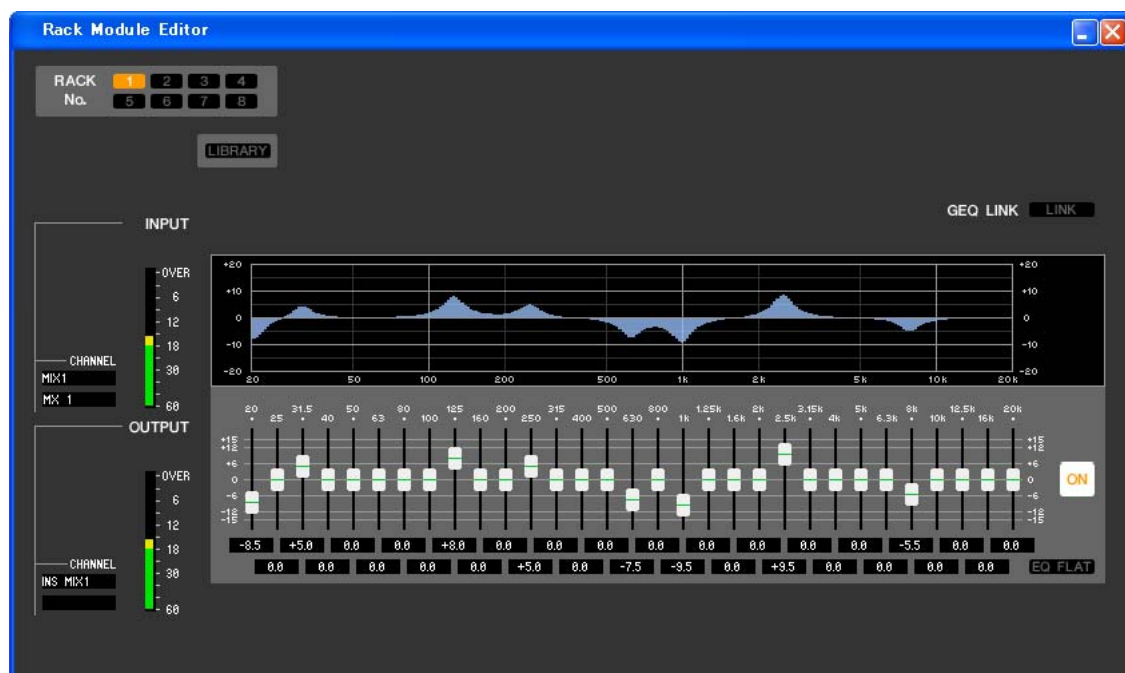 Rack Module Editor
RACK No.
1 2 3 4
5 6 7 8
LIBRARY
GEQ LINK LINK
INPUT
OVER
6
12
18
30
60
CHANNEL
MIX1
MX 1
+20 +20
+10 +10
0 0
-10 -10
-20 -20
20 50 100 200 500 1k 2k 5k 10k 20k
OUTPUT
OVER
6
12
18
30
60
CHANNEL
INS MIX1
20 31.5 50 80 125 200 315 500 800 1.25k 2k 3.15k 5k 8k 12.5k 20k
25 40 63 100 160 250 400 630 1k 1.6k 2.5k 4k 6.3k 10k 16k
+15 +15
+12 +12
+6 +6
0 0
-6 -6
-12 -12
-15 -15
ON
-8.5 +5.0 0.0 0.0 +8.0 0.0 0.0 0.0 0.0 0.0 0.0 0.0 0.0 -5.5 0.0 0.0
0.0 0.0 0.0 0.0 0.0 +5.0 0.0 -7.5 -9.5 0.0 +9.5 0.0 0.0 0.0 0.0
EQ FLAT